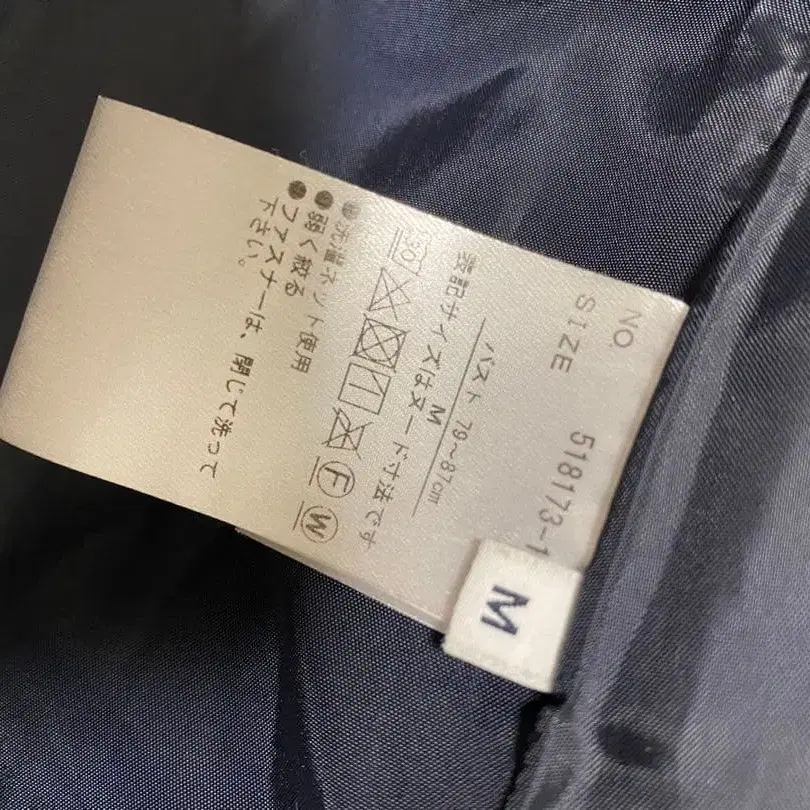 NO. 518173-1
SIZE
M
バスト 79~87cm
表記サイズはヌード寸法です
30 F W
●洗濯ネット使用
●弱く絞る
●ファスナーは、閉じて洗って
下さい。
M